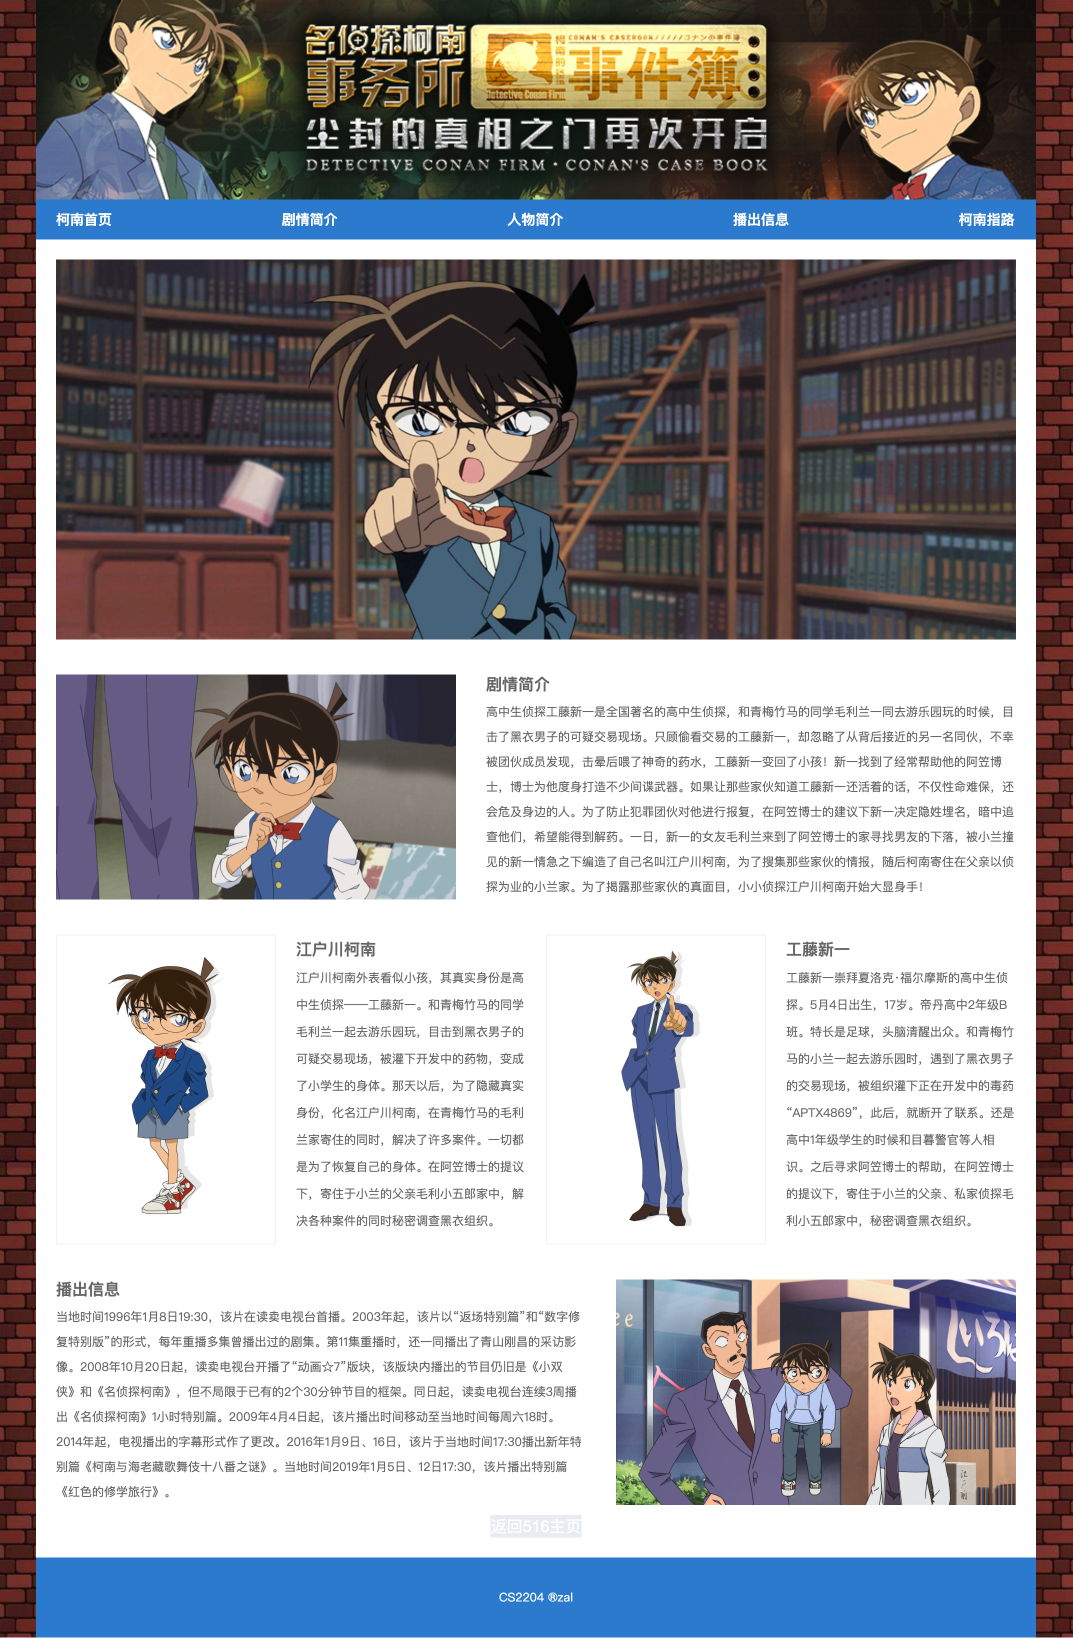 名侦探柯南
事务所
柯南的侦探
CONAN'S CASEBOOK/////コナンの事件簿
Detective Conan Firm
事件簿
尘封的真相之门再次开启
DETECTIVE CONAN FIRM · CONAN'S CASE BOOK
柯南首页
剧情简介
人物简介
播出信息
柯南指路
剧情简介
高中生侦探工藤新一是全国著名的高中生侦探，和青梅竹马的同学毛利兰一同去游乐园玩的时候，目
击了黑衣男子的可疑交易现场。只顾偷看交易的工藤新一，却忽略了从背后接近的另一名同伙，不幸
被团伙成员发现，击晕后喂了神奇的药水，工藤新一变回了小孩！新一找到了经常帮助他的阿笠博
士，博士为他度身打造不少间谍武器。如果让那些家伙知道工藤新一还活着的话，不仅性命难保，还
会危及身边的人。为了防止犯罪团伙对他进行报复，在阿笠博士的建议下新一决定隐姓埋名，暗中追
查他们，希望能得到解药。一日，新一的女友毛利兰来到了阿笠博士的家寻找男友的下落，被小兰撞
见的新一情急之下编造了自己名叫江户川柯南，为了搜集那些家伙的情报，随后柯南寄住在父亲以侦
探为业的小兰家。为了揭露那些家伙的真面目，小小侦探江户川柯南开始大显身手！
江户川柯南
江户川柯南外表看似小孩，其真实身份是高
中生侦探——工藤新一。和青梅竹马的同学
毛利兰一起去游乐园玩，目击到黑衣男子的
可疑交易现场，被灌下开发中的药物，变成
了小学生的身体。那天以后，为了隐藏真实
身份，化名江户川柯南，在青梅竹马的毛利
兰家寄住的同时，解决了许多案件。一切都
是为了恢复自己的身体。在阿笠博士的提议
下，寄住于小兰的父亲毛利小五郎家中，解
决各种案件的同时秘密调查黑衣组织。
工藤新一
工藤新一崇拜夏洛克·福尔摩斯的高中生侦
探。5月4日出生，17岁。帝丹高中2年级B
班。特长是足球，头脑清醒出众。和青梅竹
马的小兰一起去游乐园时，遇到了黑衣男子
的交易现场，被组织灌下正在开发中的毒药
“APTX4869”，此后，就断开了联系。还是
高中1年级学生的时候和目暮警官等人相
识。之后寻求阿笠博士的帮助，在阿笠博士
的提议下，寄住于小兰的父亲、私家侦探毛
利小五郎家中，秘密调查黑衣组织。
播出信息
当地时间1996年1月8日19:30，该片在读卖电视台首播。2003年起，该片以“返场特别篇”和“数字修
复特别版”的形式，每年重播多集曾播出过的剧集。第11集重播时，还一同播出了青山刚昌的采访影
像。2008年10月20日起，读卖电视台开播了“动画☆7”版块，该版块内播出的节目仍旧是《小双
侠》和《名侦探柯南》，但不局限于已有的2个30分钟节目的框架。同日起，读卖电视台连续3周播
出《名侦探柯南》1小时特别篇。2009年4月4日起，该片播出时间移动至当地时间每周六18时。
2014年起，电视播出的字幕形式作了更改。2016年1月9日、16日，该片于当地时间17:30播出新年特
别篇《柯南与海老藏歌舞伎十八番之谜》。当地时间2019年1月5日、12日17:30，该片播出特别篇
《红色的修学旅行》。
いろは
返回516主页
CS2204 ®zal